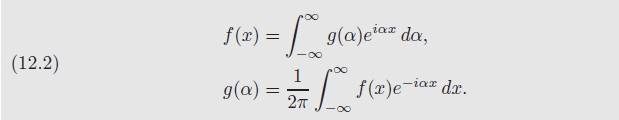 f(x) = ∫_{-∞}^{∞} g(α)e^{iαx} dα,
(12.2)
g(α) = \frac{1}{2π} ∫_{-∞}^{∞} f(x)e^{-iαx} dx.